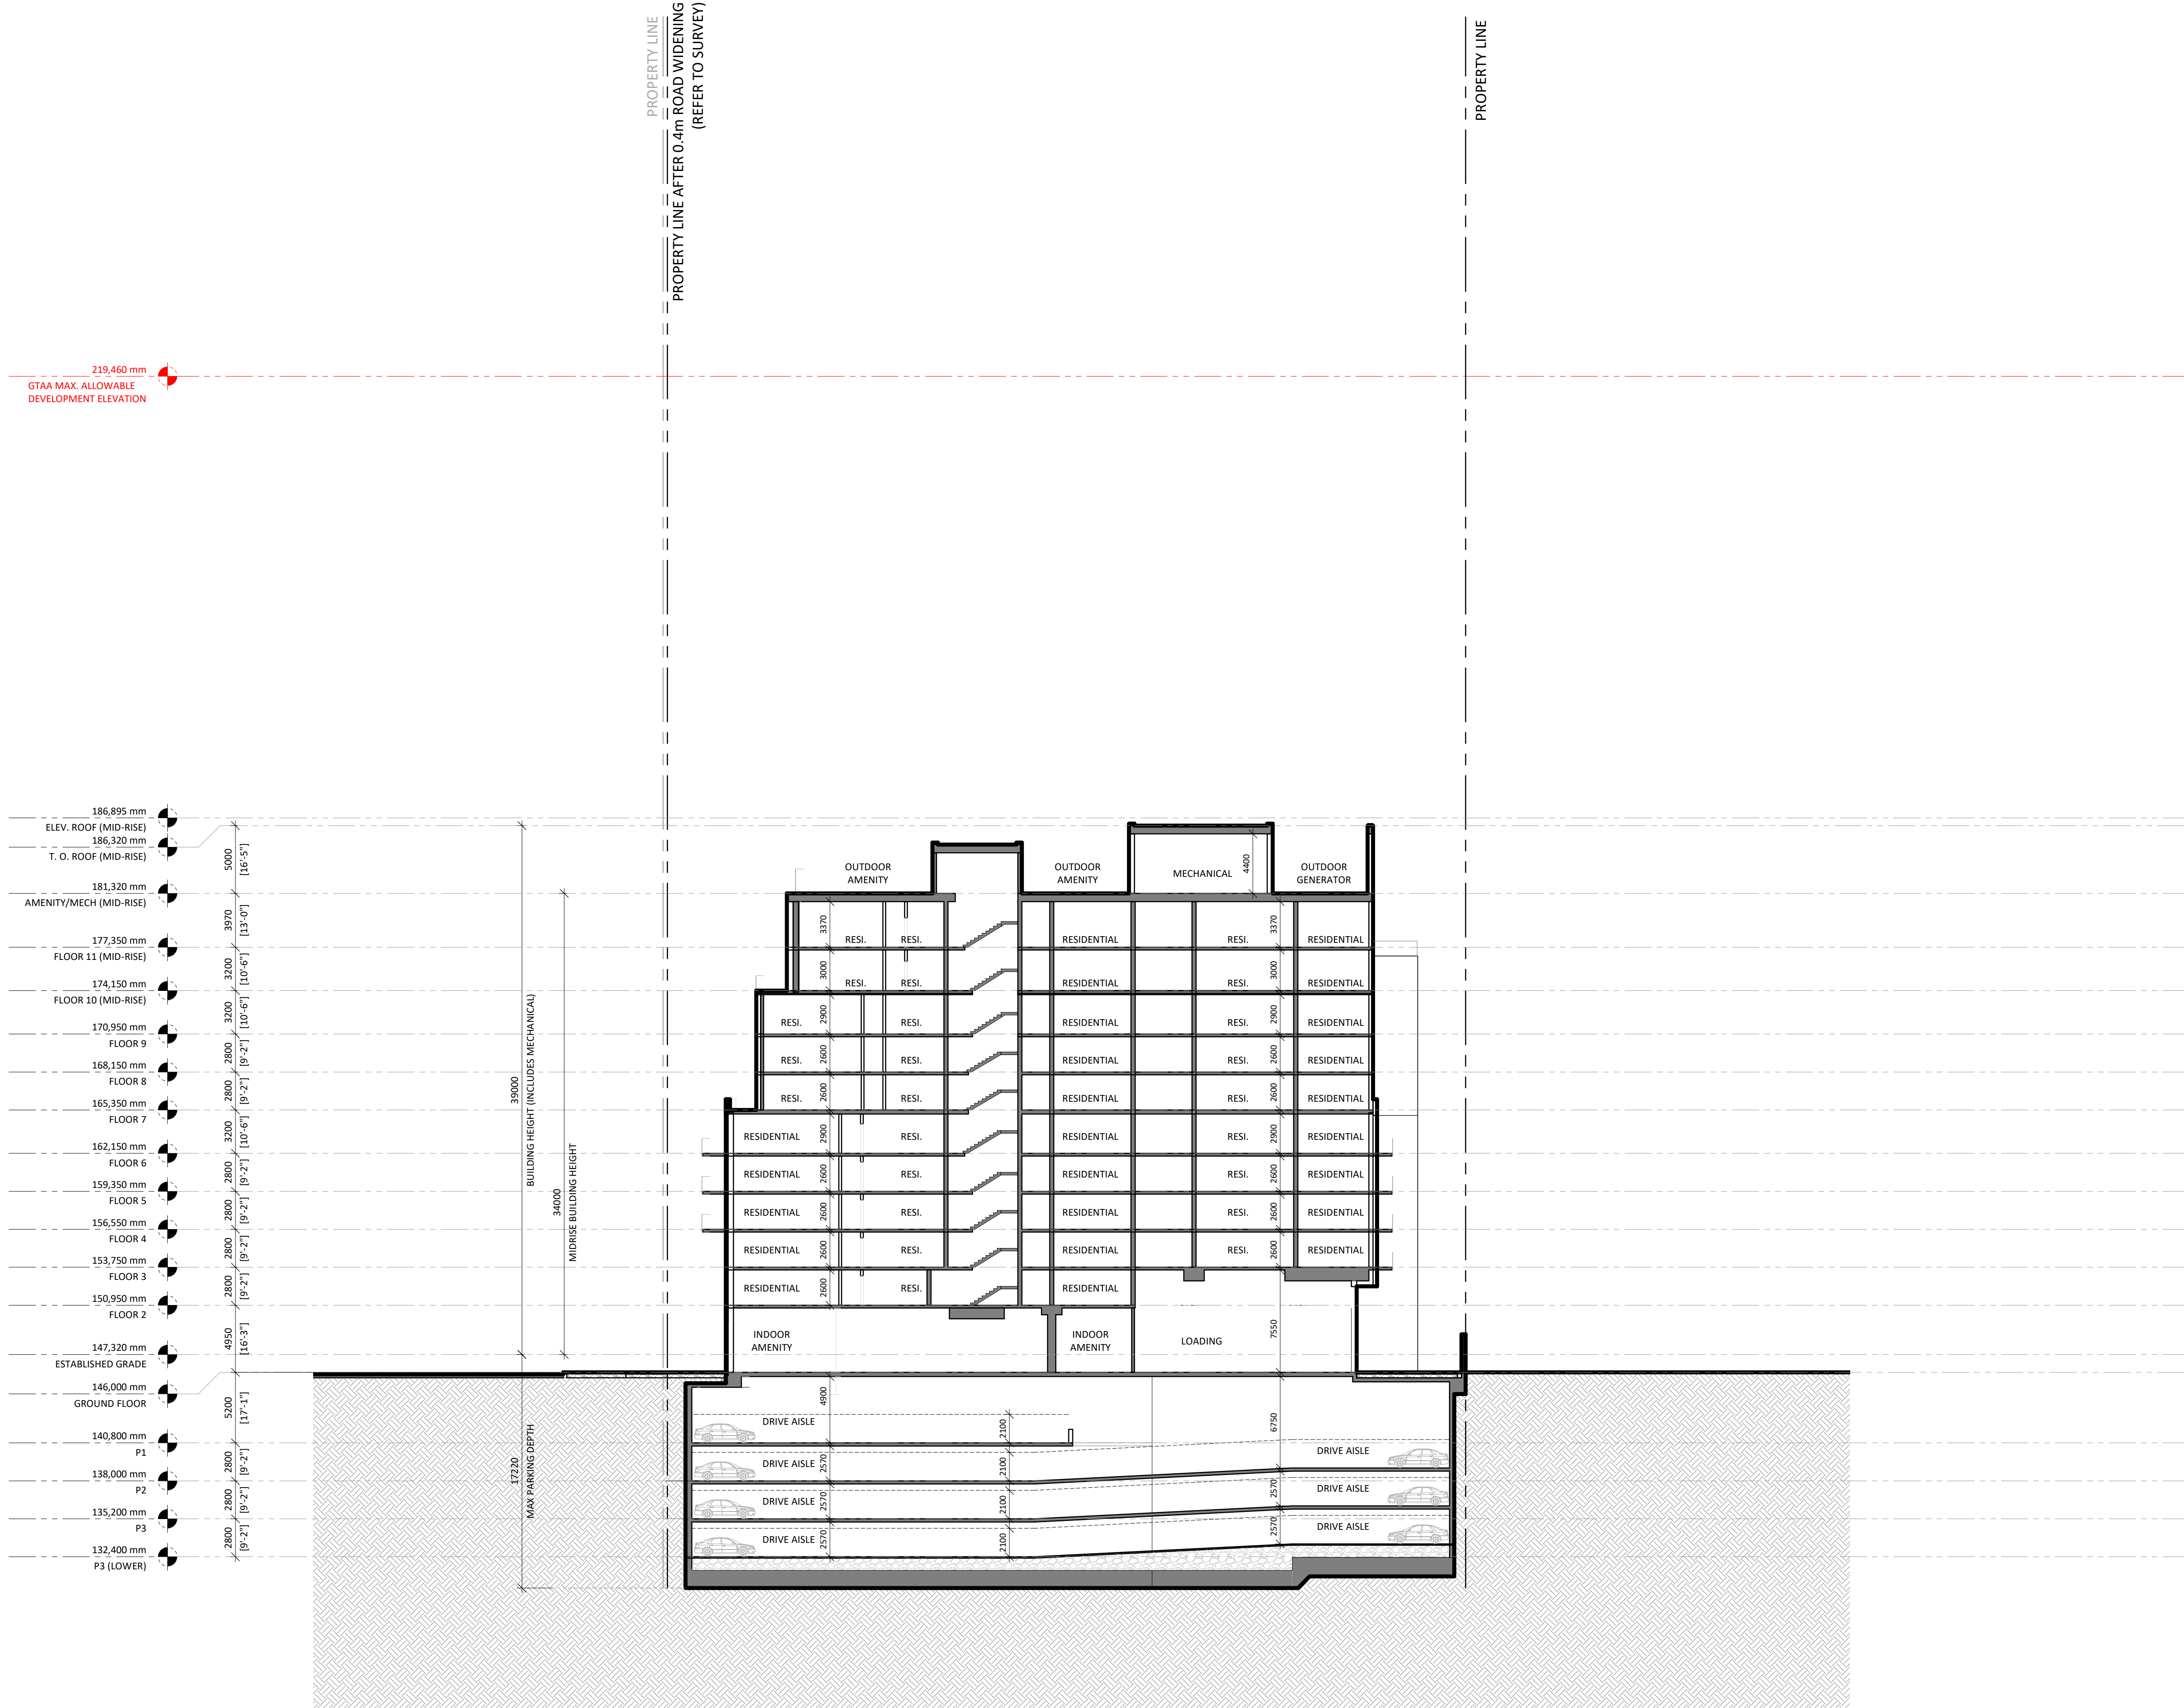 PROPERTY LINE
PROPERTY LINE AFTER 0.4m ROAD WIDENING
(REFER TO SURVEY)
PROPERTY LINE
219,460 mm
GTAA MAX. ALLOWABLE
DEVELOPMENT ELEVATION
186,895 mm
ELEV. ROOF (MID-RISE)
186,320 mm
T. O. ROOF (MID-RISE)
181,320 mm
AMENITY/MECH (MID-RISE)
177,350 mm
FLOOR 11 (MID-RISE)
174,150 mm
FLOOR 10 (MID-RISE)
170,950 mm
FLOOR 9
168,150 mm
FLOOR 8
165,350 mm
FLOOR 7
162,150 mm
FLOOR 6
159,350 mm
FLOOR 5
156,550 mm
FLOOR 4
153,750 mm
FLOOR 3
150,950 mm
FLOOR 2
147,320 mm
ESTABLISHED GRADE
146,000 mm
GROUND FLOOR
140,800 mm
P1
138,000 mm
P2
135,200 mm
P3
132,400 mm
P3 (LOWER)
5000
[16'-5"]
3970
[13'-0"]
3200
[10'-6"]
3200
[10'-6"]
2800
[9'-2"]
2800
[9'-2"]
3200
[10'-6"]
2800
[9'-2"]
2800
[9'-2"]
2800
[9'-2"]
2800
[9'-2"]
4950
[16'-3"]
5200
[17'-1"]
2800
[9'-2"]
2800
[9'-2"]
2800
[9'-2"]
39000
BUILDING HEIGHT (INCLUDES MECHANICAL)
34000
MIDRISE BUILDING HEIGHT
17220
MAX PARKING DEPTH
OUTDOOR
AMENITY
OUTDOOR
AMENITY
MECHANICAL
4400
OUTDOOR
GENERATOR
RESI.
3370
RESI.
RESIDENTIAL
RESI.
3370
RESIDENTIAL
RESI.
3000
RESI.
RESIDENTIAL
RESI.
3000
RESIDENTIAL
RESI.
2900
RESI.
RESIDENTIAL
RESI.
2900
RESIDENTIAL
RESI.
2600
RESI.
RESIDENTIAL
RESI.
2600
RESIDENTIAL
RESI.
2600
RESI.
RESIDENTIAL
RESI.
2600
RESIDENTIAL
RESIDENTIAL
2900
RESI.
RESIDENTIAL
RESI.
2900
RESIDENTIAL
RESIDENTIAL
2600
RESI.
RESIDENTIAL
RESI.
2600
RESIDENTIAL
RESIDENTIAL
2600
RESI.
RESIDENTIAL
RESI.
2600
RESIDENTIAL
RESIDENTIAL
2600
RESI.
RESIDENTIAL
RESI.
2600
RESIDENTIAL
RESIDENTIAL
2600
RESI.
RESIDENTIAL
INDOOR
AMENITY
INDOOR
AMENITY
LOADING
7550
4900
DRIVE AISLE
2100
6750
DRIVE AISLE
DRIVE AISLE
2570
2100
2570
DRIVE AISLE
DRIVE AISLE
2570
2100
2570
DRIVE AISLE
DRIVE AISLE
2570
2100